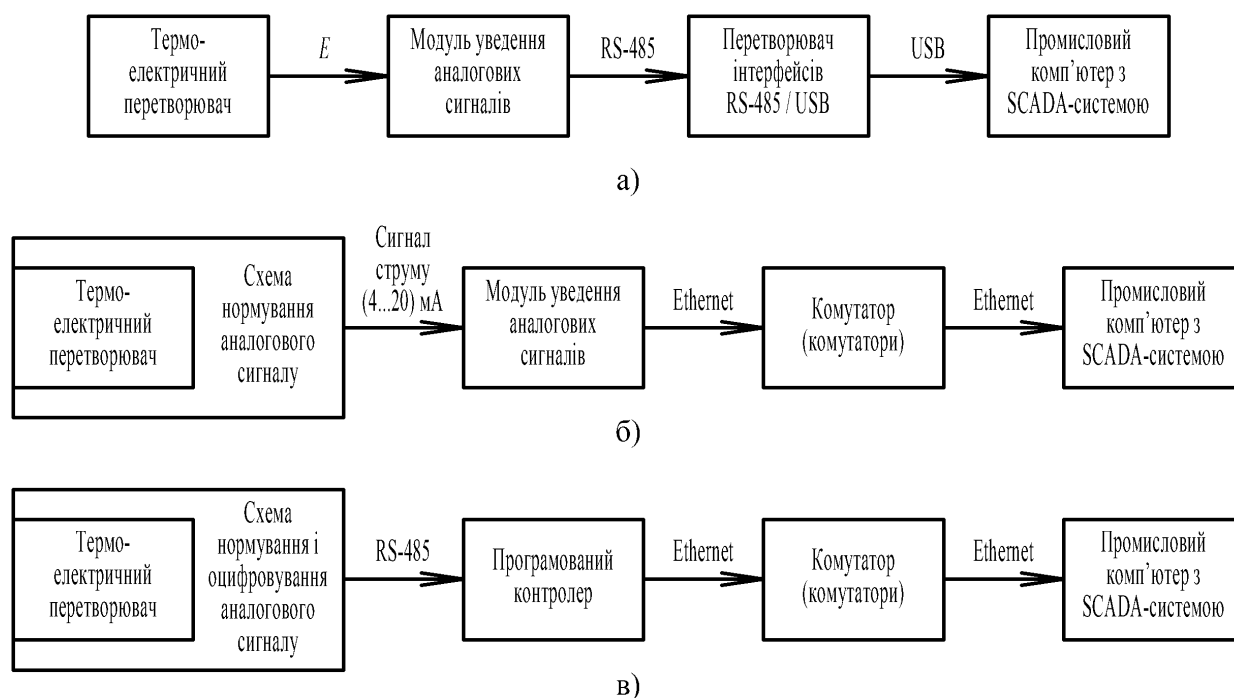 Термо-
електричний
перетворювач
E
Модуль уведення
аналогових
сигналів
RS-485
Перетворювач
інтерфейсів
RS-485 / USB
USB
Промисловий
комп’ютер з
SCADA-системою
а)
Термо-
електричний
перетворювач
Схема
нормування
аналогового
сигналу
Сигнал
струму
(4...20) мА
Модуль уведення
аналогових
сигналів
Ethernet
Комутатор
(комутатори)
Ethernet
Промисловий
комп’ютер з
SCADA-системою
б)
Термо-
електричний
перетворювач
Схема
нормування і
оцифровування
аналогового
сигналу
RS-485
Програмований
контролер
Ethernet
Комутатор
(комутатори)
Ethernet
Промисловий
комп’ютер з
SCADA-системою
в)